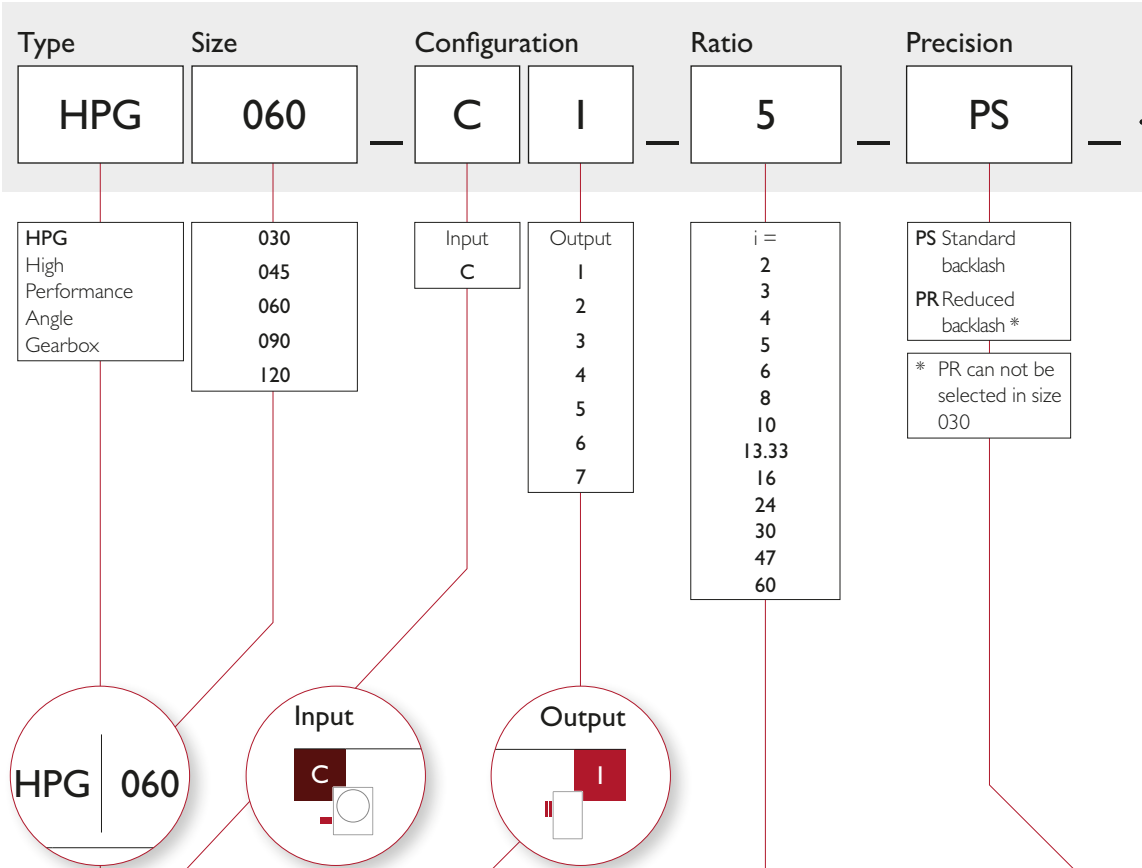 Type Size Configuration Ratio Precision
HPG 060 _ C 1 _ 5 _ PS _
HPG
High
Performance
Angle
Gearbox
030
045
060
090
120
Input
C
Output
1
2
3
4
5
6
7
i =
2
3
4
5
6
8
10
13.33
16
24
30
47
60
PS Standard
backlash
PR Reduced
backlash *
* PR can not be
selected in size
030
HPG 060
Input
C
Output
1